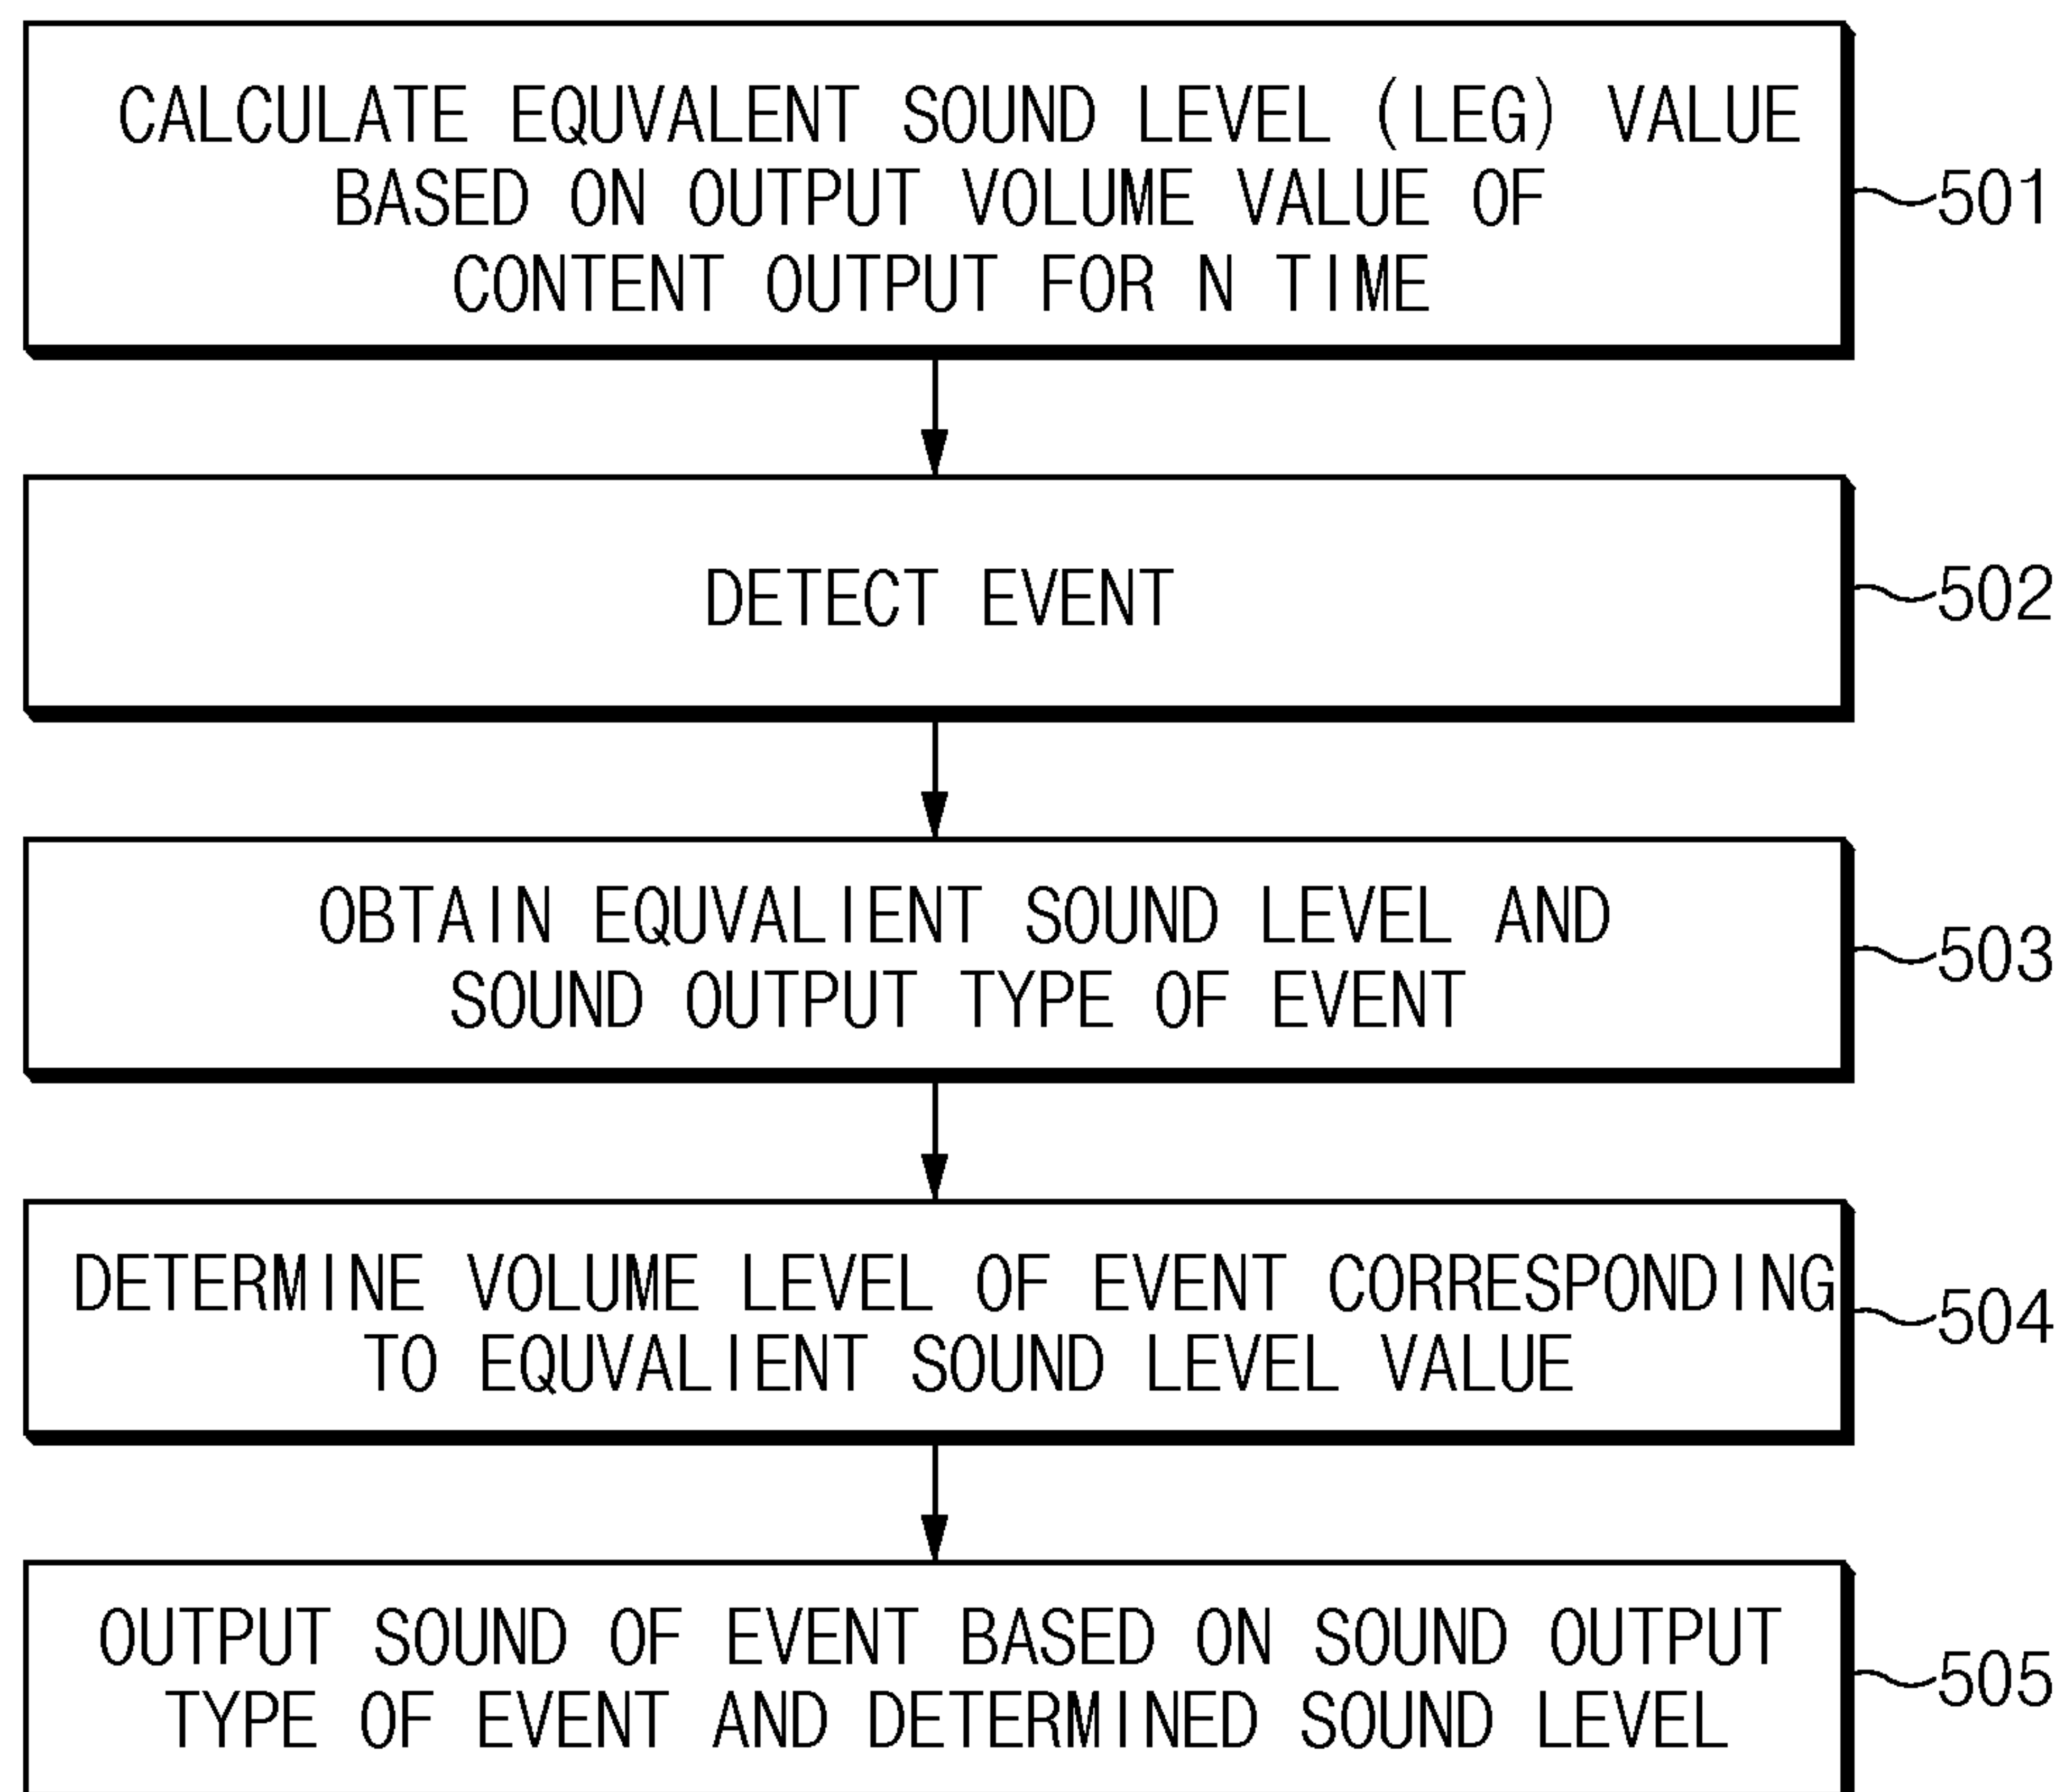 CALCULATE EQUVALENT SOUND LEVEL (LEG) VALUE
BASED ON OUTPUT VOLUME VALUE OF
CONTENT OUTPUT FOR N TIME
501
DETECT EVENT
502
OBTAIN EQUVALIENT SOUND LEVEL AND
SOUND OUTPUT TYPE OF EVENT
503
DETERMINE VOLUME LEVEL OF EVENT CORRESPONDING
TO EQUVALIENT SOUND LEVEL VALUE
504
OUTPUT SOUND OF EVENT BASED ON SOUND OUTPUT
TYPE OF EVENT AND DETERMINED SOUND LEVEL
505